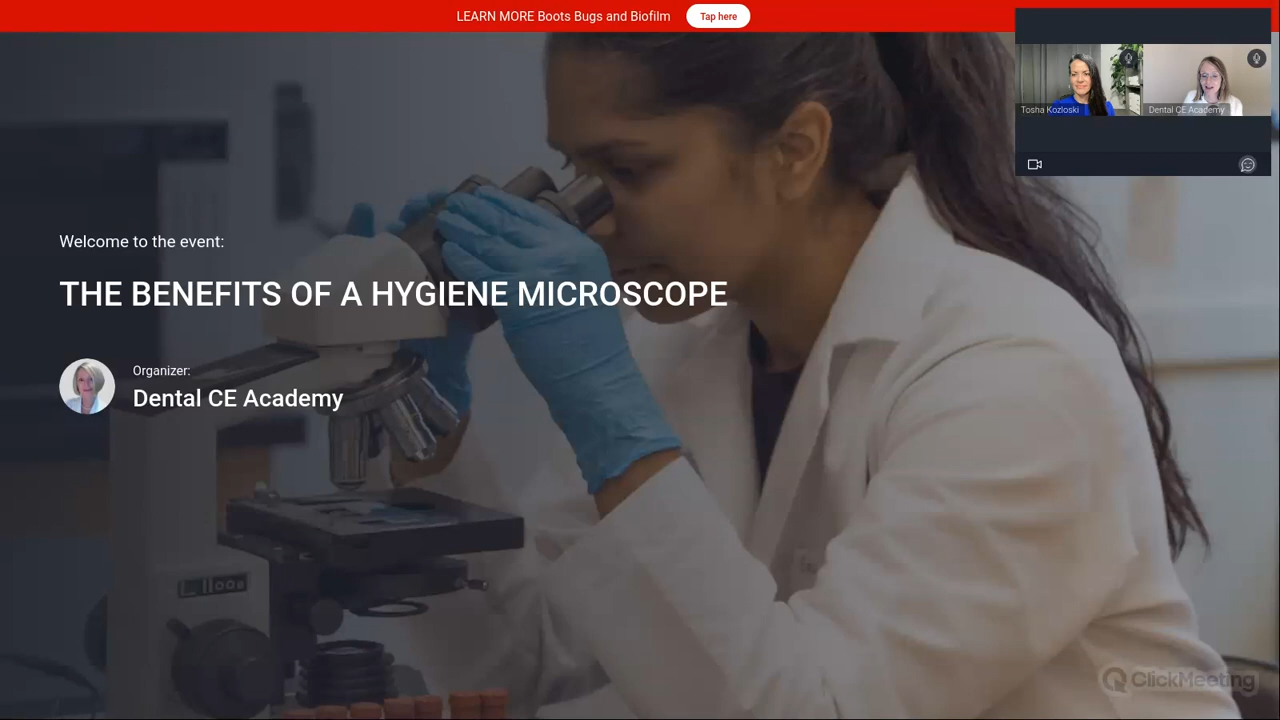 LEARN MORE Boots Bugs and Biofilm
Tap here
Tosha Kozloski
Dental CE Academy
Welcome to the event:
THE BENEFITS OF A HYGIENE MICROSCOPE
Organizer:
Dental CE Academy
ClickMeeting